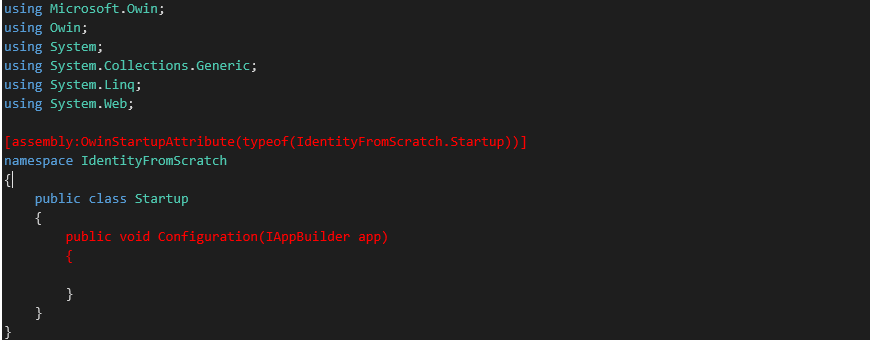 using Microsoft.Owin;
using Owin;
using System;
using System.Collections.Generic;
using System.Linq;
using System.Web;

[assembly:OwinStartupAttribute(typeof(IdentityFromScratch.Startup))]
namespace IdentityFromScratch
{
    public class Startup
    {
        public void Configuration(IAppBuilder app)
        {

        }
    }
}